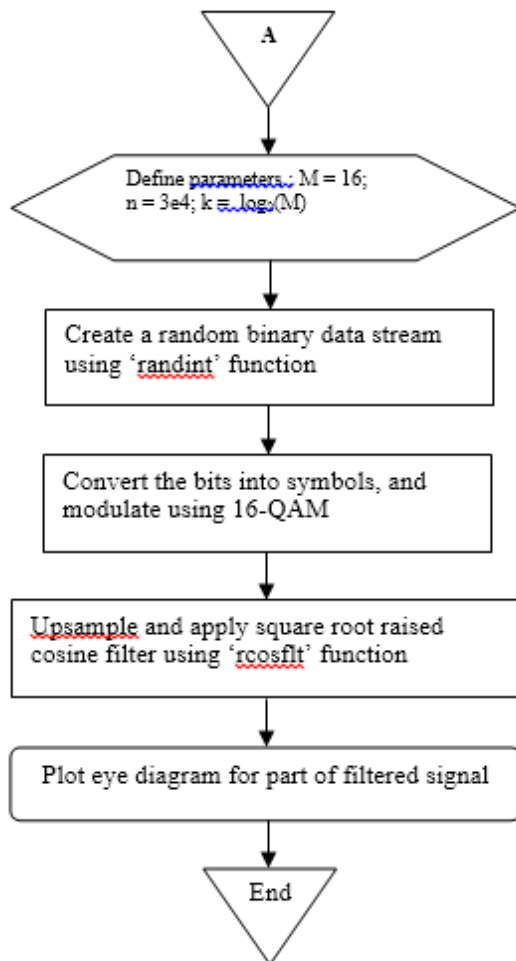 A
Define parameters : M = 16;
n = 3e4; k = log₂(M)
Create a random binary data stream
using ‘randint’ function
Convert the bits into symbols, and
modulate using 16-QAM
Upsample and apply square root raised
cosine filter using ‘rcosflt’ function
Plot eye diagram for part of filtered signal
End